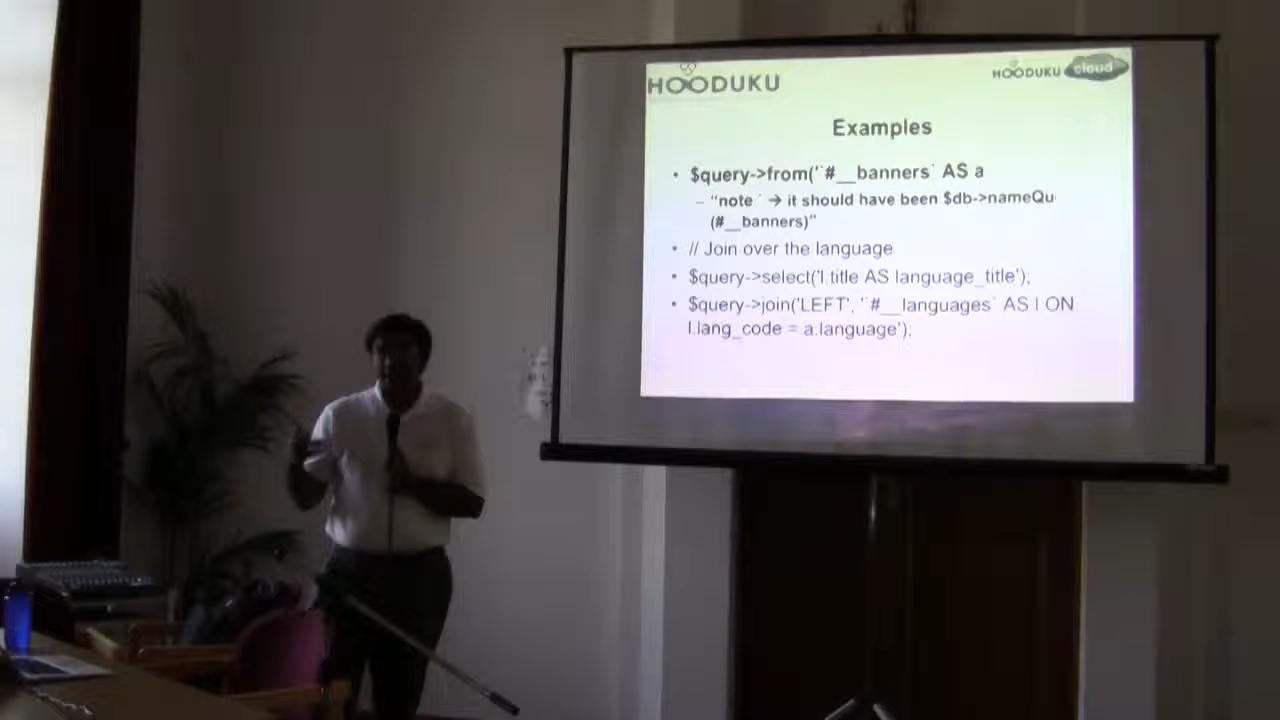 HOODUKU
HOODUKU cloud
Examples
• $query->from('`#__banners` AS a
– "note ` → it should have been $db->nameQu
(#__banners)"
• // Join over the language
• $query->select('l.title AS language_title');
• $query->join('LEFT', '`#__languages` AS l ON
l.lang_code = a.language');